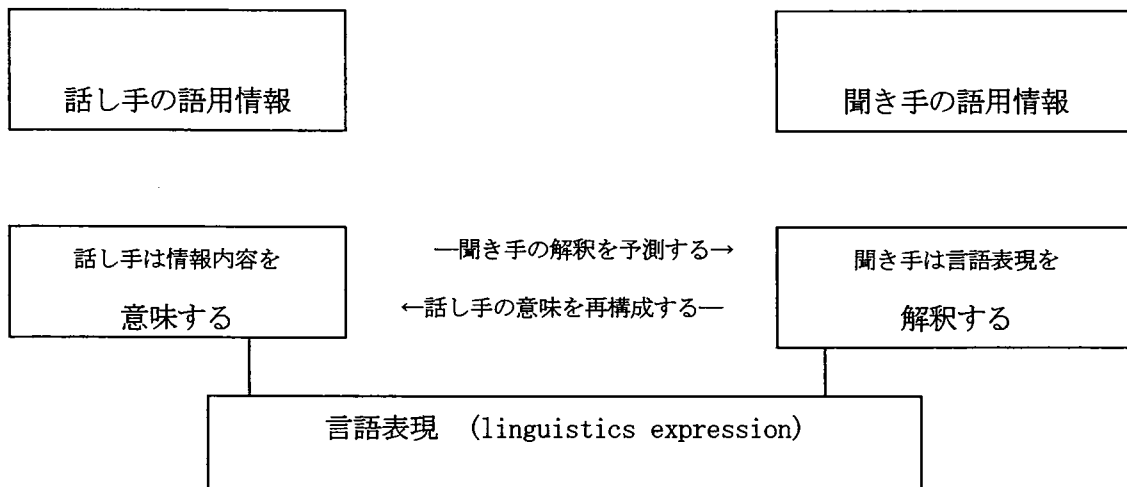 話し手の語用情報
聞き手の語用情報
話し手は情報内容を
意味する
―聞き手の解釈を予測する→
←話し手の意味を再構成する―
聞き手は言語表現を
解釈する
言語表現 (linguistics expression)